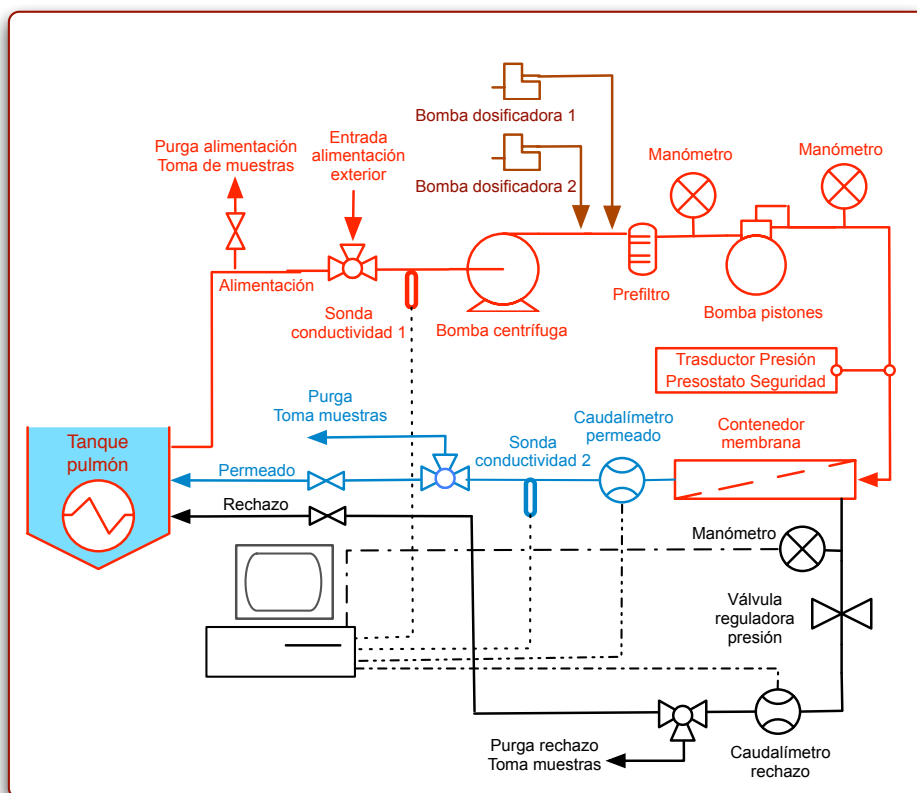 Bomba dosificadora 1
Purga alimentación
Toma de muestras
Entrada
alimentación
exterior
Bomba dosificadora 2
Manómetro
Manómetro
Alimentación
Sonda
conductividad 1
Bomba centrífuga
Prefiltro
Bomba pistones
Trasductor Presión
Presostato Seguridad
Purga
Toma muestras
Caudalímetro
permeado
Contenedor
membrana
Tanque
pulmón
Sonda
conductividad 2
Permeado
Rechazo
Manómetro
Válvula
reguladora
presión
Purga rechazo
Toma muestras
Caudalímetro
rechazo